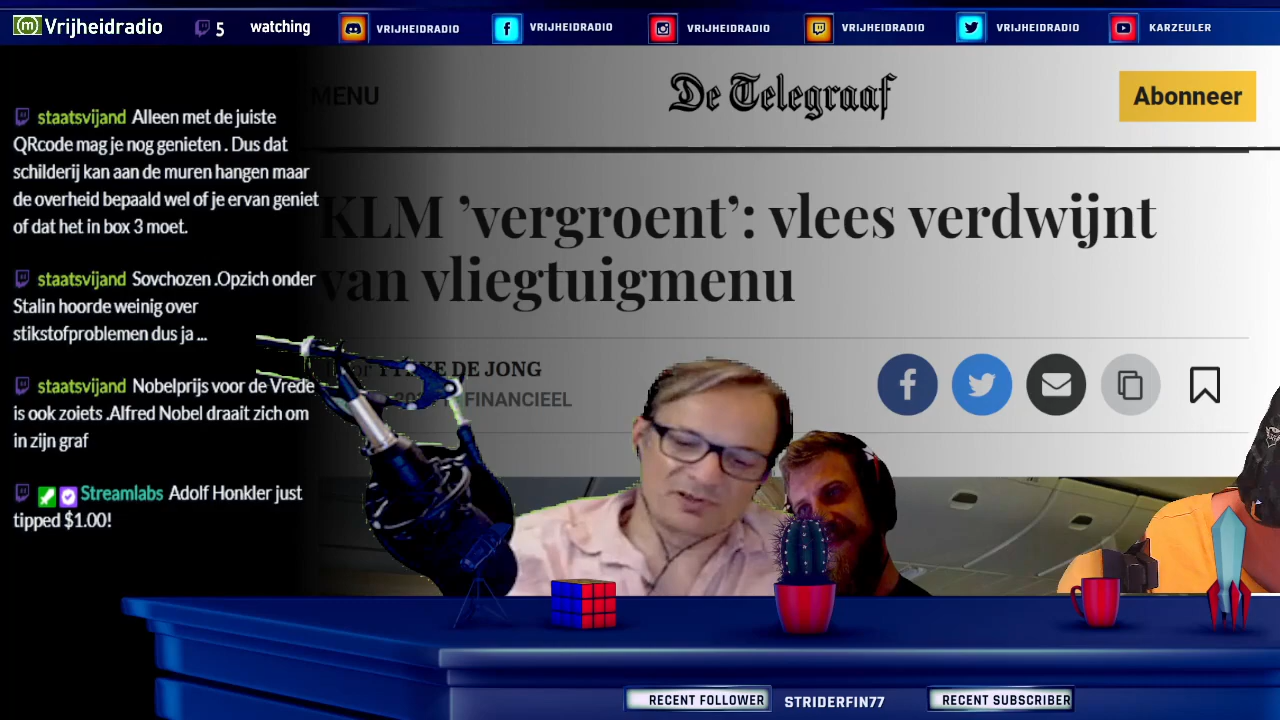 Vrijheidradio
5 watching
VRIJHEIDRADIO
VRIJHEIDRADIO
VRIJHEIDRADIO
VRIJHEIDRADIO
VRIJHEIDRADIO
KARZEULER
MENU
De Telegraaf
Abonneer
staatsvijand Alleen met de juiste
QRcode mag je nog genieten . Dus dat
schilderij kan aan de muren hangen maar
de overheid bepaald wel of je ervan geniet
of dat het in box 3 moet.
staatsvijand Sovchozen .Opzich onder
Stalin hoorde weinig over
stikstofproblemen dus ja ...
staatsvijand Nobelprijs voor de Vrede
is ook zoiets .Alfred Nobel draait zich om
in zijn graf
Streamlabs Adolf Honkler just
tipped $1.00!
KLM ’vergroent’: vlees verdwijnt
van vliegtuigmenu
DE JONG
FINANCIEEL
RECENT FOLLOWER
STRIDERFIN77
RECENT SUBSCRIBER